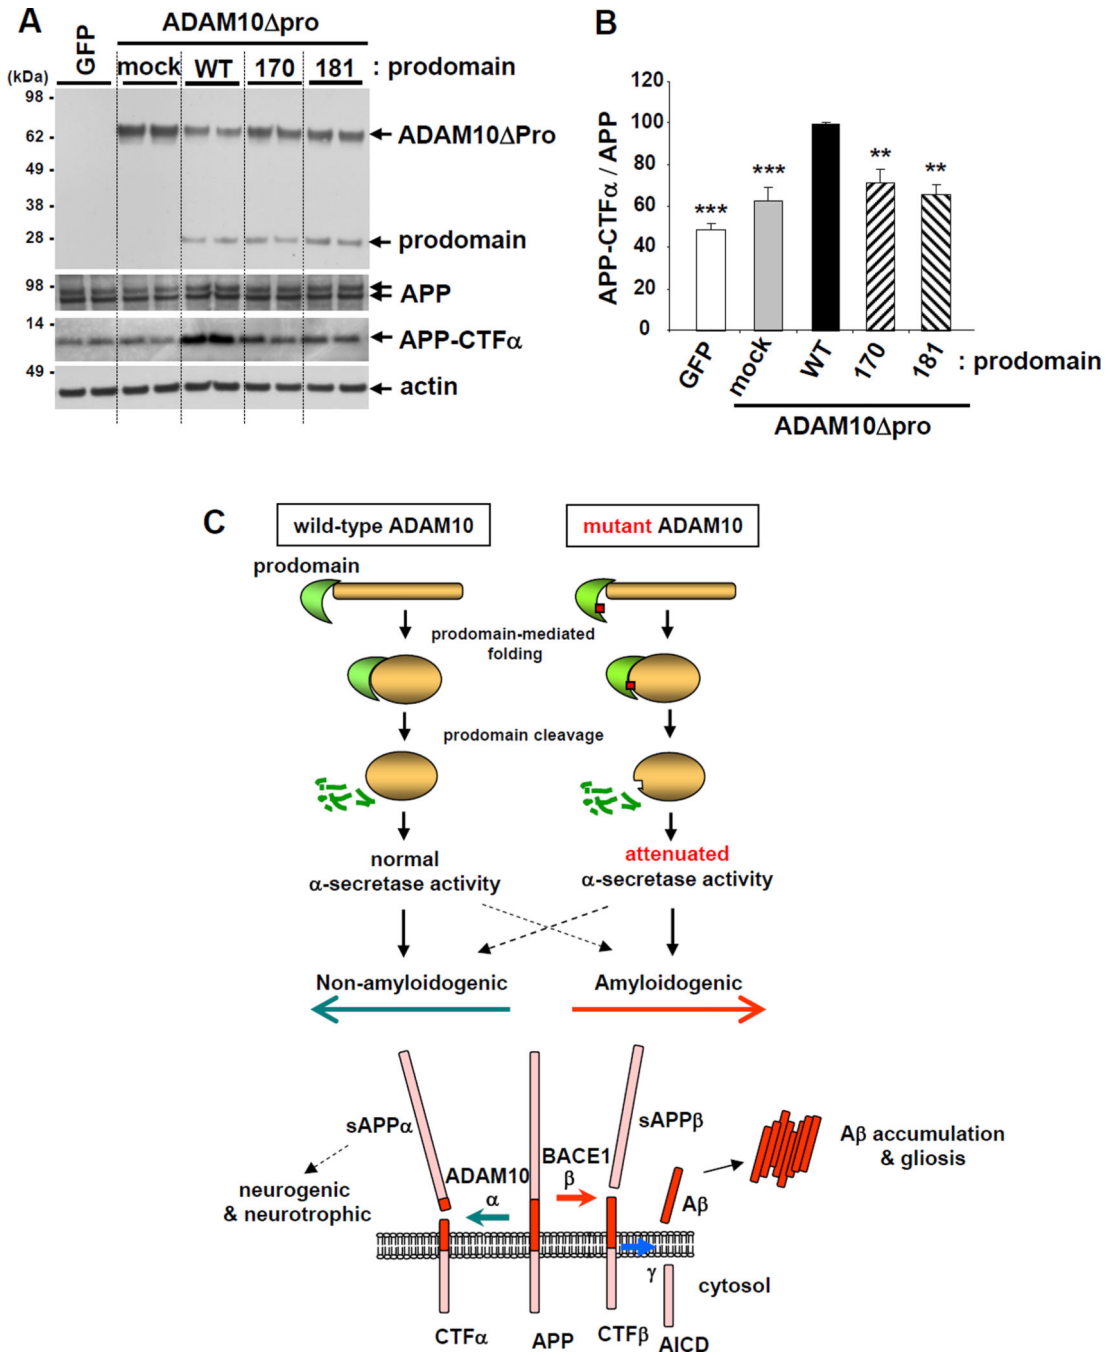 A
ADAM10Δpro
GFP
mock WT 170 181 : prodomain
(kDa)
98 -
62 -
49 -
38 -
28 -
ADAM10ΔPro
prodomain
98 -
APP
14 -
APP-CTFα
49 -
actin
B
APP-CTFα / APP
120
100
80
60
40
20
0
*** *** ** **
GFP mock WT 170 181 : prodomain
ADAM10Δpro
C
wild-type ADAM10
mutant ADAM10
prodomain
prodomain-mediated
folding
prodomain cleavage
normal
α-secretase activity
attenuated
α-secretase activity
Non-amyloidogenic
Amyloidogenic
sAPPα
sAPPβ
neurogenic
& neurotrophic
ADAM10
α
BACE1
β
Aβ
Aβ accumulation
& gliosis
γ
cytosol
CTFα
APP
CTFβ
AICD